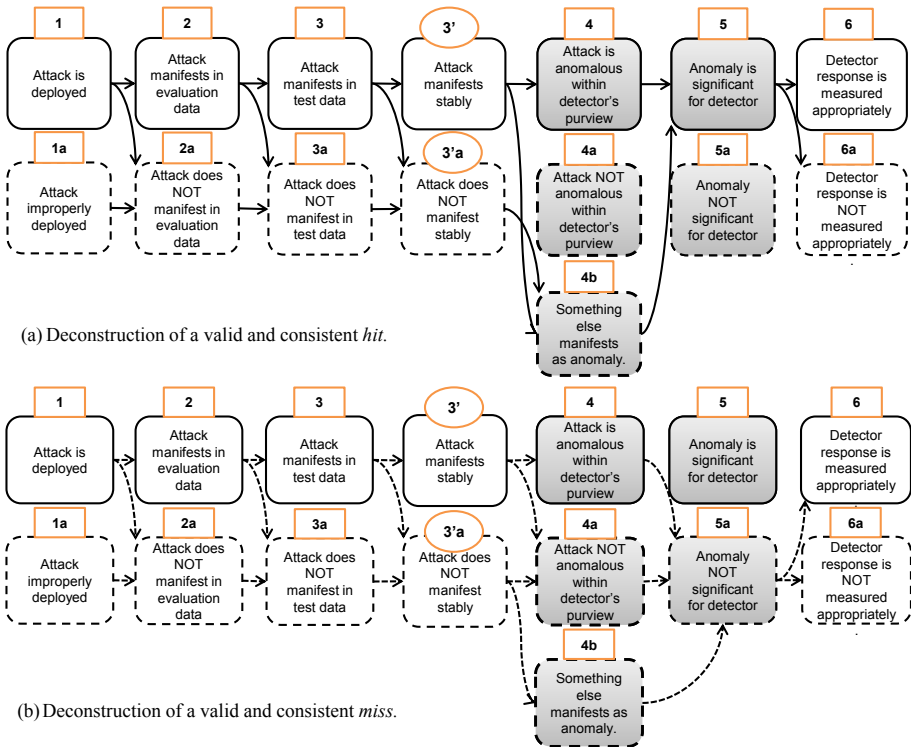 1
2
3
3'
4
5
6
Attack is
deployed
Attack
manifests in
evaluation
data
Attack
manifests in
test data
Attack
manifests
stably
Attack is
anomalous
within
detector's
purview
Anomaly is
significant
for detector
Detector
response is
measured
appropriately
1a
2a
3a
3'a
4a
5a
6a
Attack
improperly
deployed
Attack does
NOT
manifest in
evaluation
data
Attack does
NOT
manifest in
test data
Attack does
NOT manifest
stably
Attack NOT
anomalous
within
detector's
purview
Anomaly
NOT
significant
for detector
Detector
response is
NOT
measured
appropriately
4b
Something
else
manifests
as anomaly.
(a) Deconstruction of a valid and consistent hit.
1
2
3
3'
4
5
6
Attack is
deployed
Attack
manifests in
evaluation
data
Attack
manifests in
test data
Attack
manifests
stably
Attack is
anomalous
within
detector's
purview
Anomaly is
significant
for detector
Detector
response is
measured
appropriately
1a
2a
3a
3'a
4a
5a
6a
Attack
improperly
deployed
Attack does
NOT
manifest in
evaluation
data
Attack does
NOT
manifest in
test data
Attack does
NOT manifest
stably
Attack NOT
anomalous
within
detector's
purview
Anomaly
NOT
significant
for detector
Detector
response is
NOT
measured
appropriately
4b
Something
else
manifests as
anomaly.
(b) Deconstruction of a valid and consistent miss.